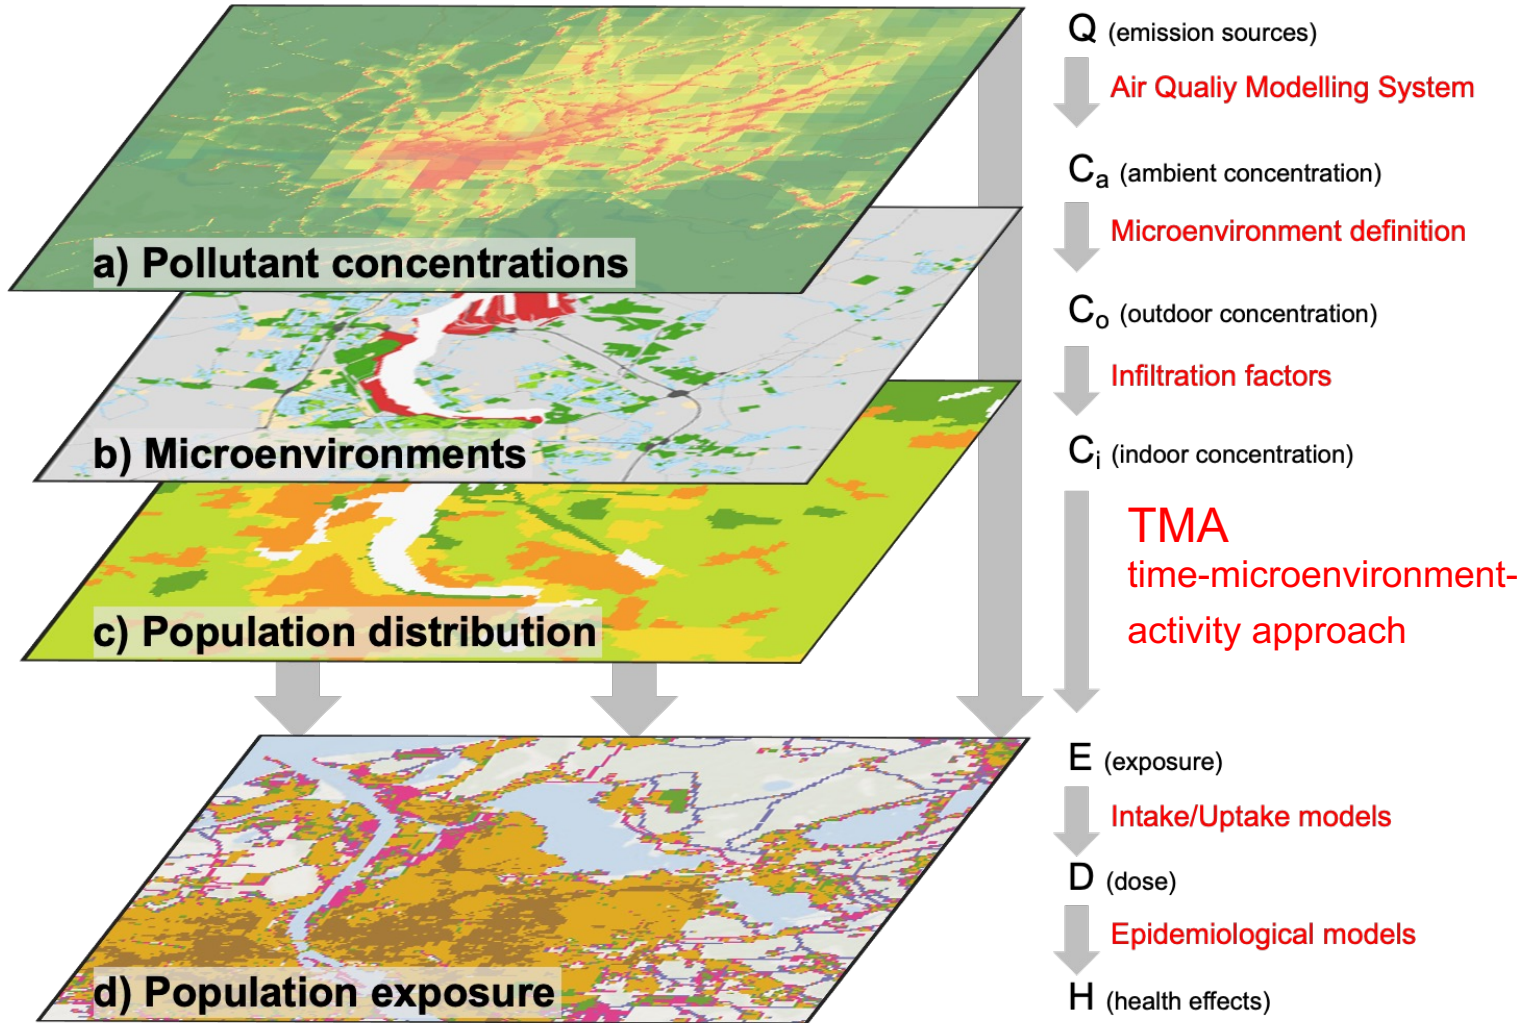 a) Pollutant concentrations
b) Microenvironments
c) Population distribution
d) Population exposure
Q (emission sources)
Air Qualiy Modelling System
Ca (ambient concentration)
Microenvironment definition
Co (outdoor concentration)
Infiltration factors
Ci (indoor concentration)
TMA
time-microenvironment-
activity approach
E (exposure)
Intake/Uptake models
D (dose)
Epidemiological models
H (health effects)